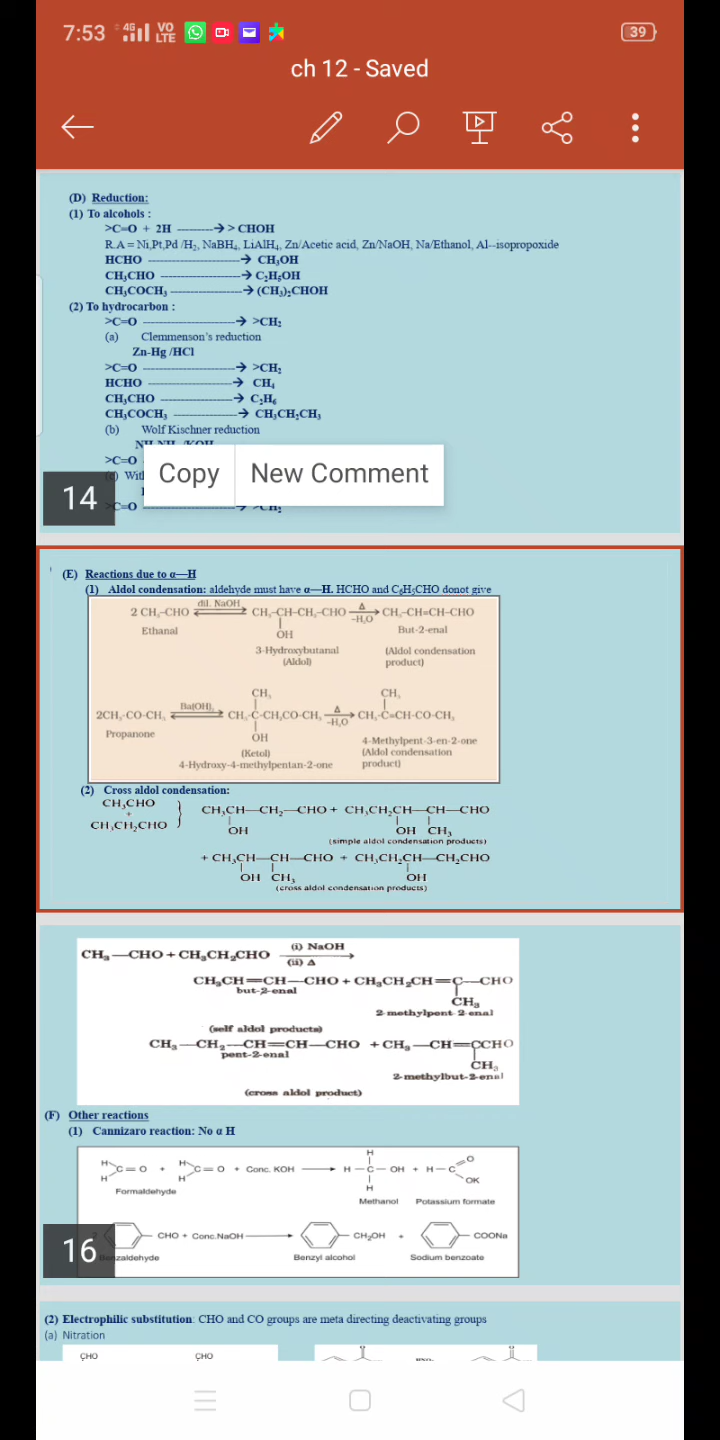 7:53 4G VO LTE 39
ch 12 - Saved
(D) Reduction:
(1) To alcohols :
>C=O + 2H ---------→ > CHOH
R.A = Ni,Pt,Pd /H₂, NaBH₄, LiAlH₄, Zn/Acetic acid, Zn/NaOH, Na/Ethanol, Al--isopropoxide
HCHO --------------------→ CH₃OH
CH₃CHO --------------------→ C₂H₅OH
CH₃COCH₃ --------------------→ (CH₃)₂CHOH
(2) To hydrocarbon :
>C=O --------------------→ >CH₂
(a) Clemmenson's reduction
Zn-Hg /HCl
>C=O --------------------→ >CH₂
HCHO --------------------→ CH₄
CH₃CHO --------------------→ C₂H₆
CH₃COCH₃ ----------------→ CH₃CH₂CH₃
(b) Wolf Kischner reduction
>C=O
Copy New Comment
14
>C=O
(E) Reactions due to α—H
(1) Aldol condensation: aldehyde must have α—H. HCHO and C₆H₅CHO donot give
2 CH₃-CHO dil. NaOH ⇌ CH₃-CH-CH₂-CHO Δ → -H₂O CH₃-CH=CH-CHO
Ethanal OH But-2-enal
3-Hydroxybutanal (Aldol condensation
(Aldol) product)
CH₃ CH₃
2CH₃-CO-CH₃ Ba(OH)₂ ⇌ CH₃-C-CH₂CO-CH₃ Δ → -H₂O CH₃-C=CH-CO-CH₃
Propanone OH 4-Methylpent-3-en-2-one
(Ketol) (Aldol condensation
4-Hydroxy-4-methylpentan-2-one product)
(2) Cross aldol condensation:
CH₃CHO
+
CH₃CH₂CHO } CH₃CH—CH₂—CHO + CH₃CH₂CH—CH—CHO
OH OH CH₃
(simple aldol condensation products)
+ CH₃CH—CH—CHO + CH₃CH₂CH—CH₂CHO
OH CH₃ OH
(cross aldol condensation products)
CH₃—CHO + CH₃CH₂CHO (i) NaOH (ii) Δ →
CH₃CH=CH—CHO + CH₃CH₂CH=C—CHO
but-2-enal CH₃
2-methylpent-2-enal
(self aldol products)
CH₃—CH₂—CH=CH—CHO + CH₃—CH=CCHO
pent-2-enal CH₃
2-methylbut-2-enal
(cross aldol product)
(F) Other reactions
(1) Cannizaro reaction: No α H
H H H O
C=O + C=O + Conc. KOH → H—C—OH + H—C
H H H OK
Formaldehyde Methanol Potassium formate
CHO + Conc.NaOH → CH₂OH + COONa
16
Benzyl alcohol Sodium benzoate
(2) Electrophilic substitution: CHO and CO groups are meta directing deactivating groups
(a) Nitration
CHO CHO O O